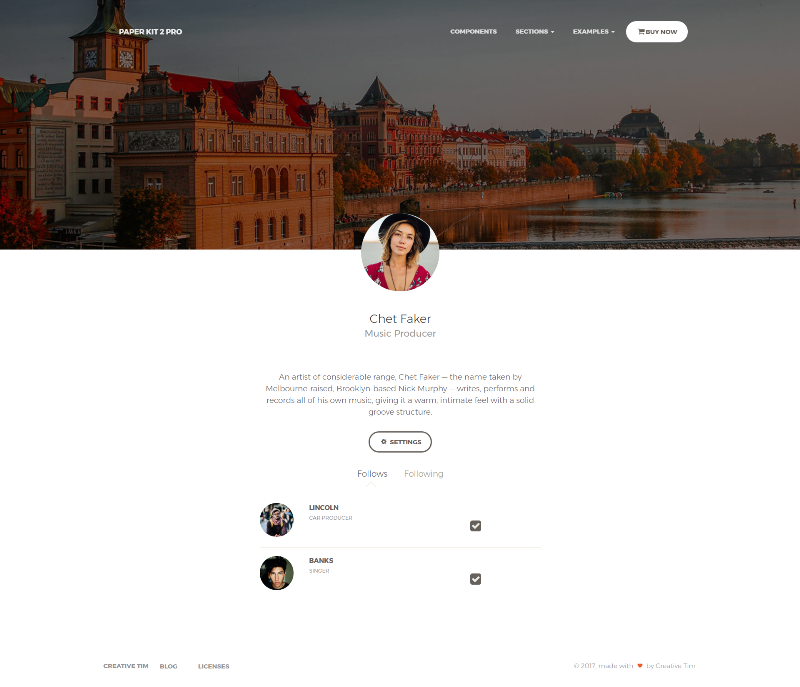 PAPER KIT 2 PRO
COMPONENTS
SECTIONS
EXAMPLES
BUY NOW
Chet Faker
Music Producer
An artist of considerable range, Chet Faker — the name taken by
Melbourne-raised, Brooklyn-based Nick Murphy — writes, performs and
records all of his own music, giving it a warm, intimate feel with a solid
groove structure.
SETTINGS
Follows
Following
LINCOLN
CAR PRODUCER
BANKS
SINGER
CREATIVE TIM
BLOG
LICENSES
© 2017, made with by Creative Tim